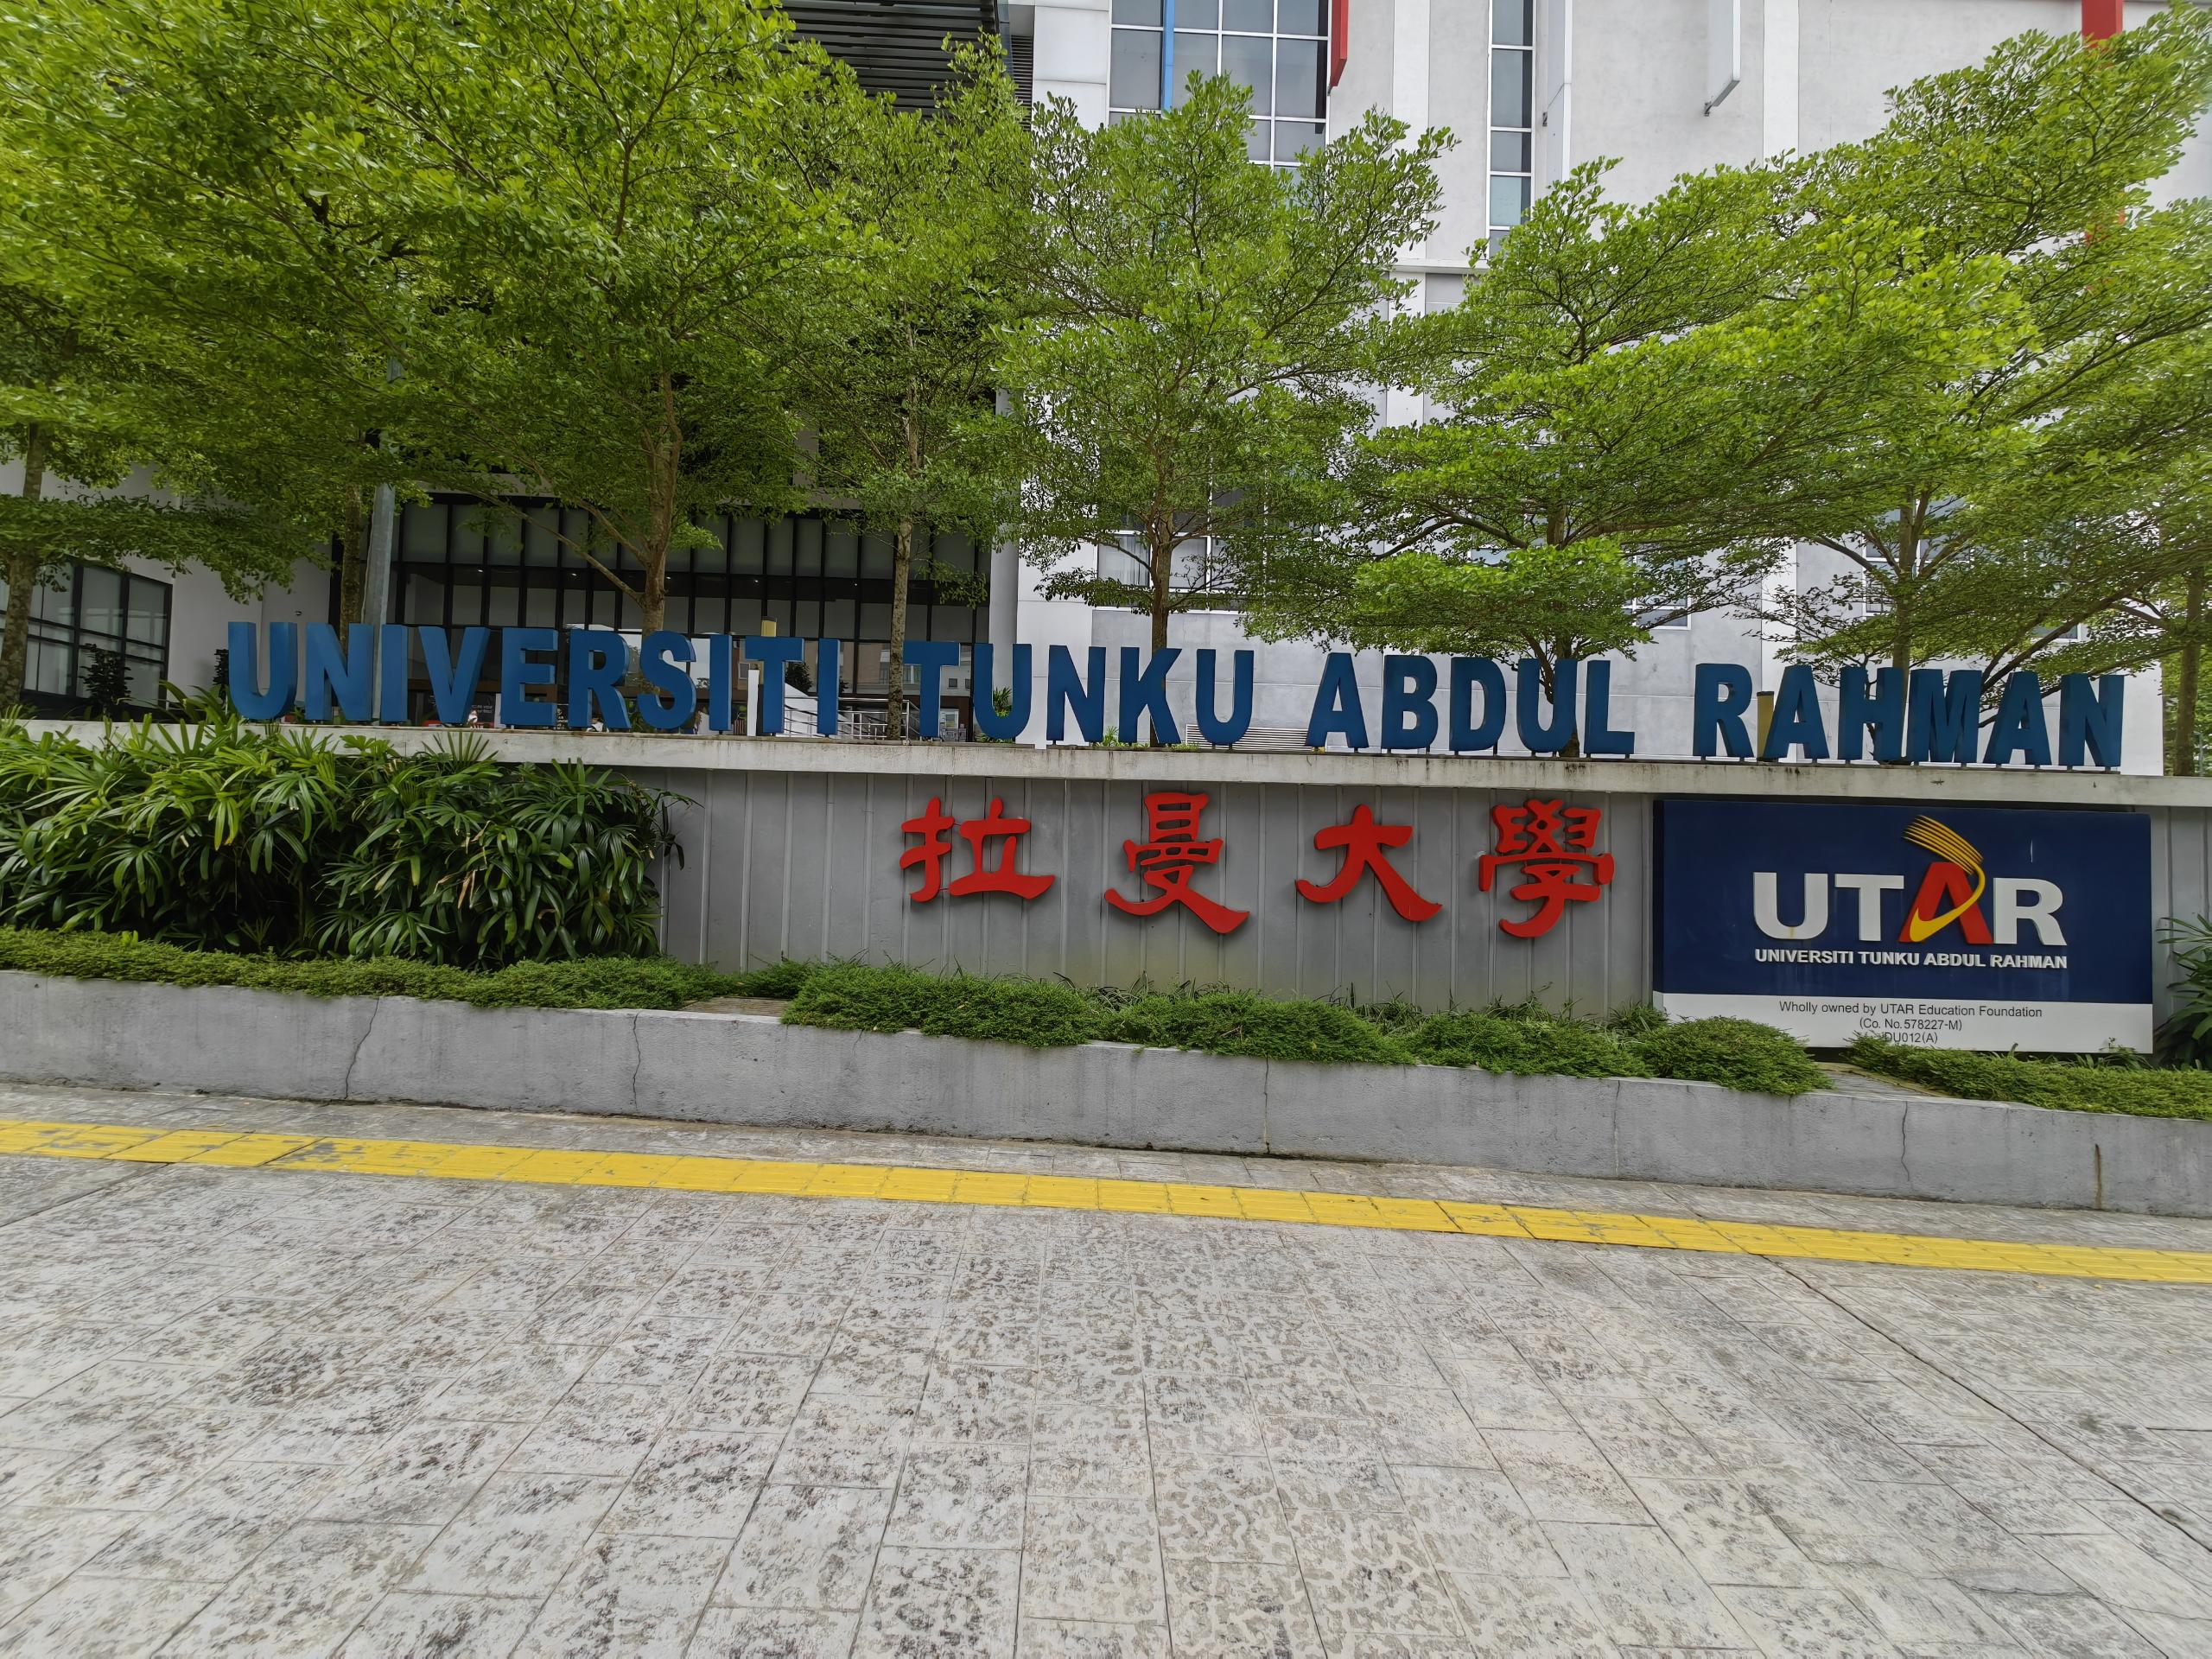 UNIVERSITI TUNKU ABDUL RAHMAN
拉曼大學
UTAR
UNIVERSITI TUNKU ABDUL RAHMAN
Wholly owned by UTAR Education Foundation
(Co. No. 578227-M)
DU012(A)